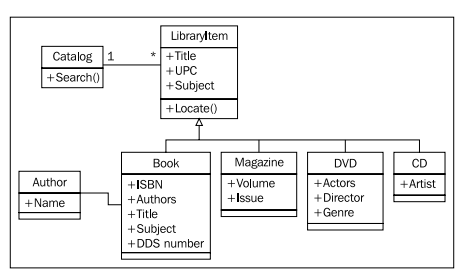 LibraryItem
+Title
+UPC
+Subject
+Locate()
Catalog
+Search()
1
*
Book
+ISBN
+Authors
+Title
+Subject
+DDS number
Magazine
+Volume
+Issue
DVD
+Actors
+Director
+Genre
CD
+Artist
Author
+Name